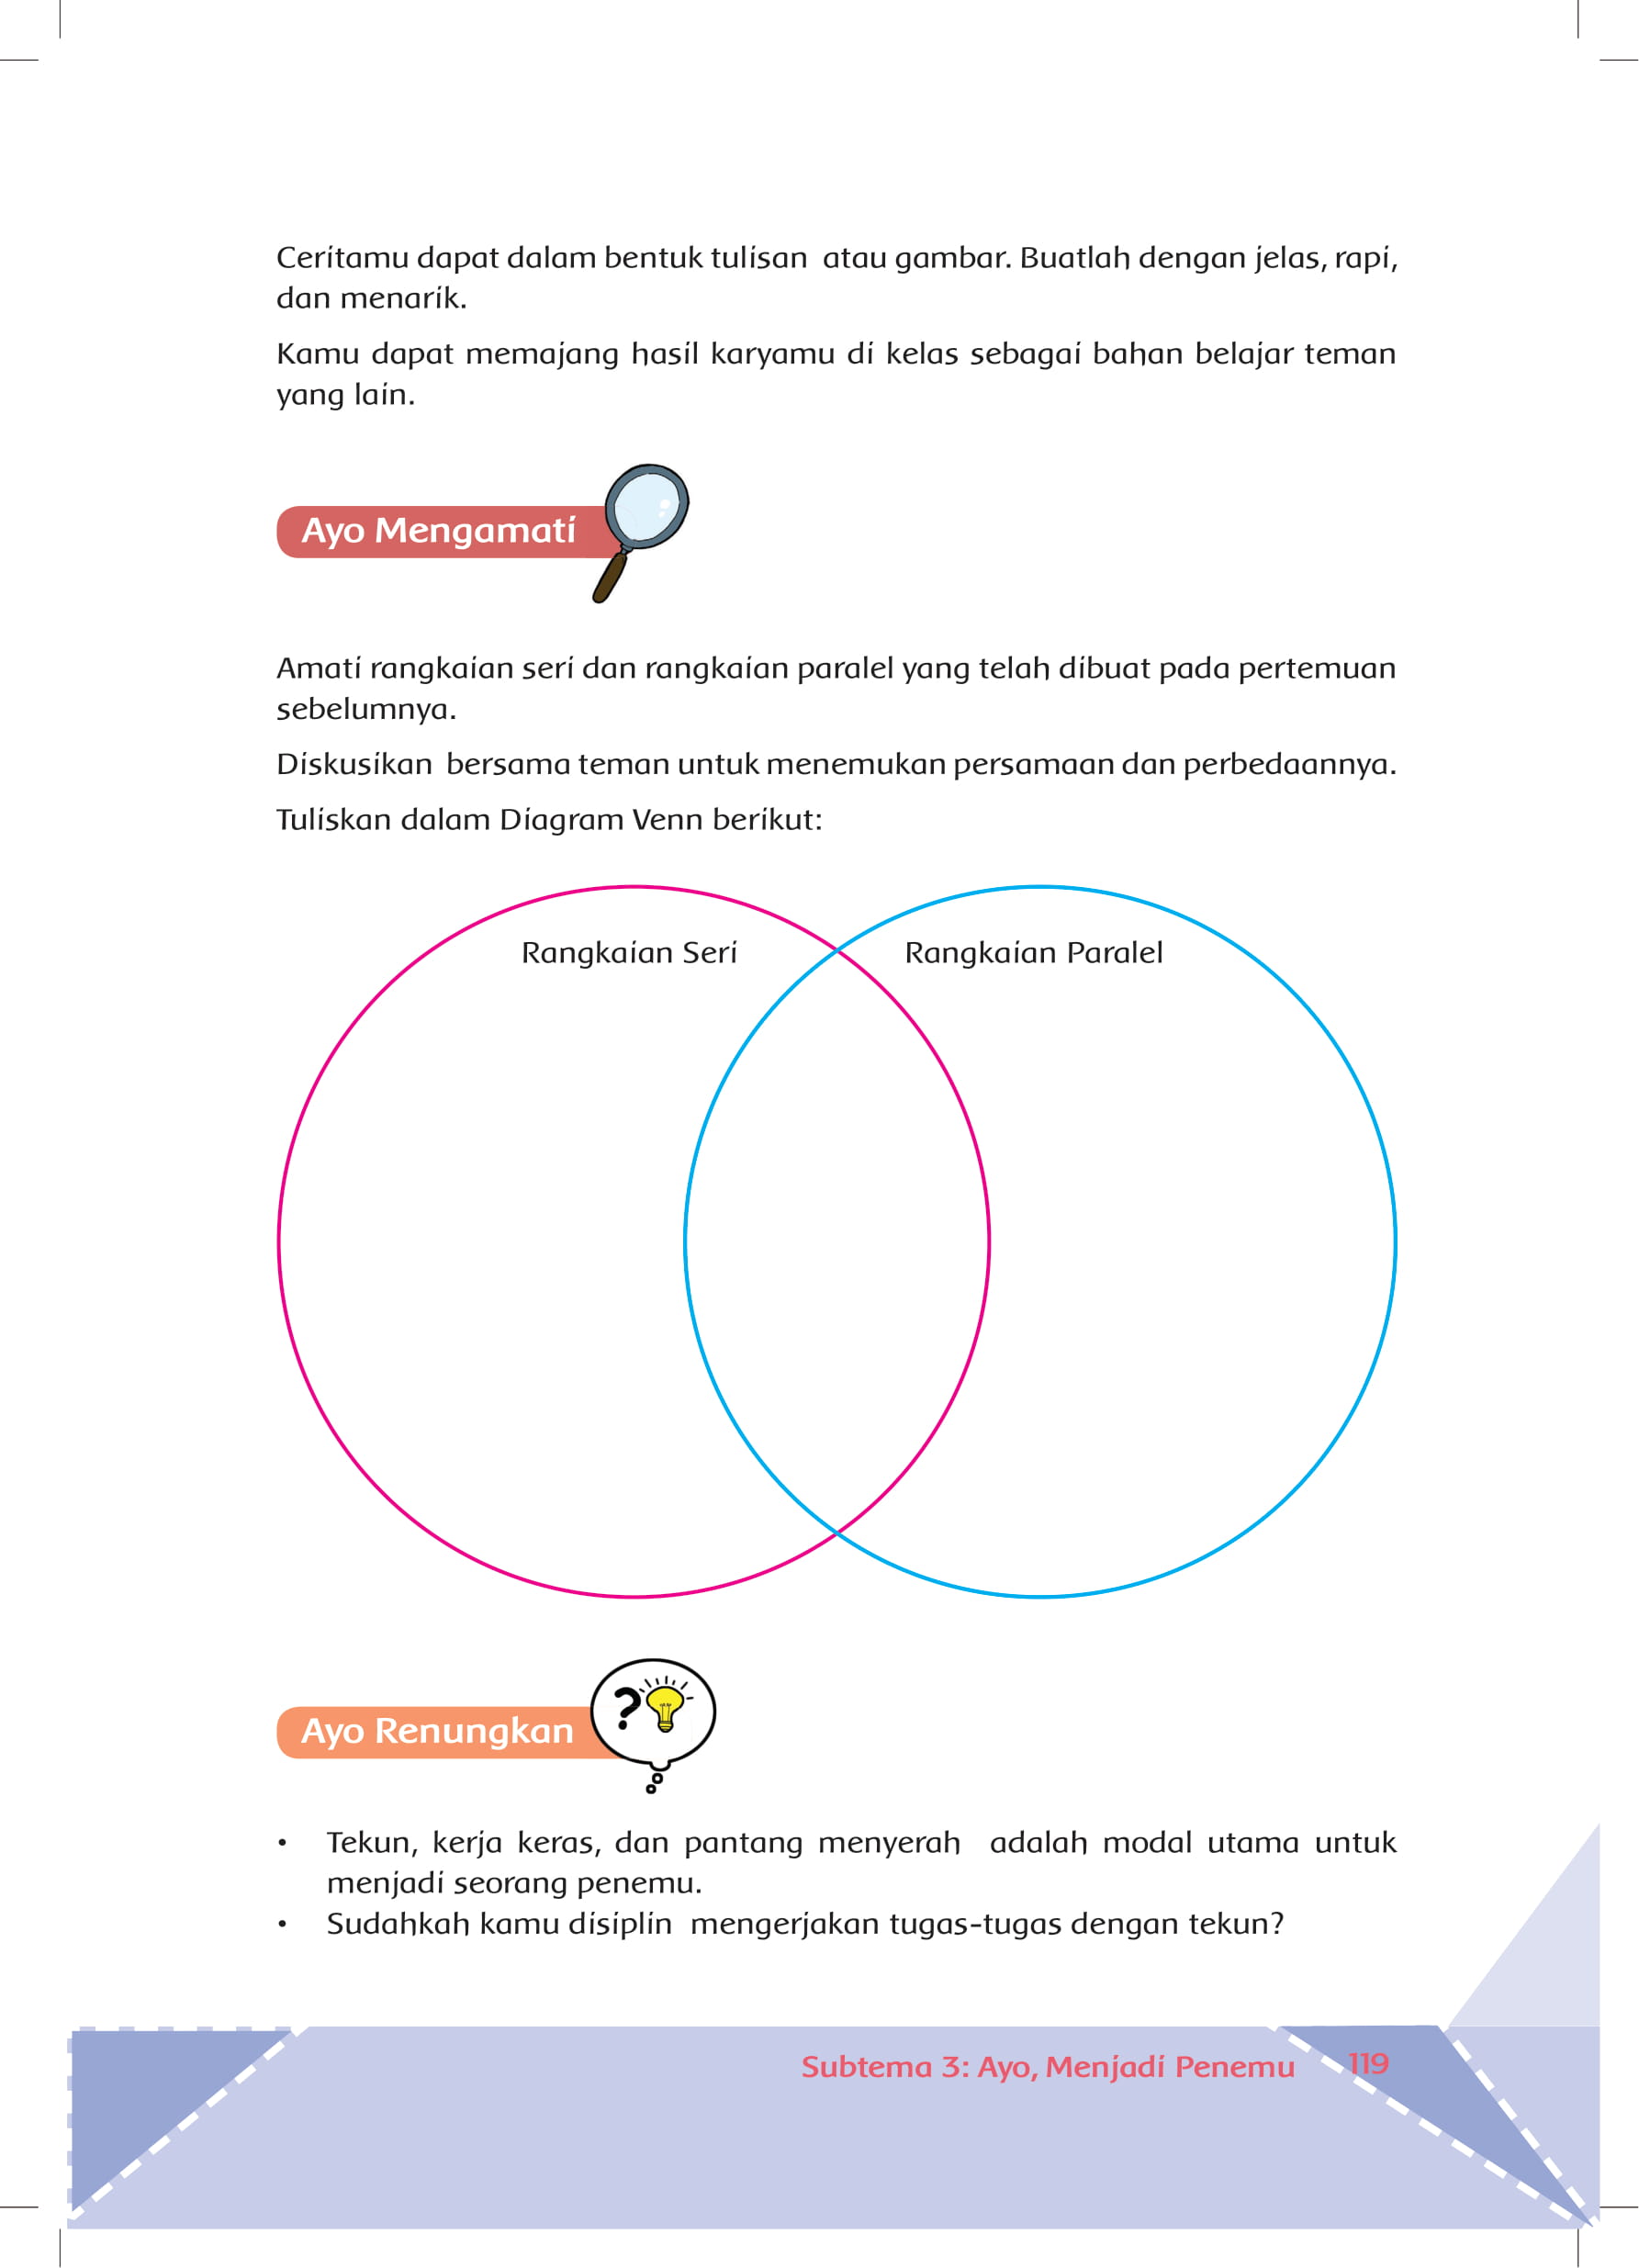 Ceritamu dapat dalam bentuk tulisan atau gambar. Buatlah dengan jelas, rapi,
dan menarik.
Kamu dapat memajang hasil karyamu di kelas sebagai bahan belajar teman
yang lain.
Ayo Mengamati
Amati rangkaian seri dan rangkaian paralel yang telah dibuat pada pertemuan
sebelumnya.
Diskusikan bersama teman untuk menemukan persamaan dan perbedaannya.
Tuliskan dalam Diagram Venn berikut:
Rangkaian Seri
Rangkaian Paralel
?
Ayo Renungkan
• Tekun, kerja keras, dan pantang menyerah adalah modal utama untuk
menjadi seorang penemu.
• Sudahkah kamu disiplin mengerjakan tugas-tugas dengan tekun?
Subtema 3: Ayo, Menjadi Penemu 119